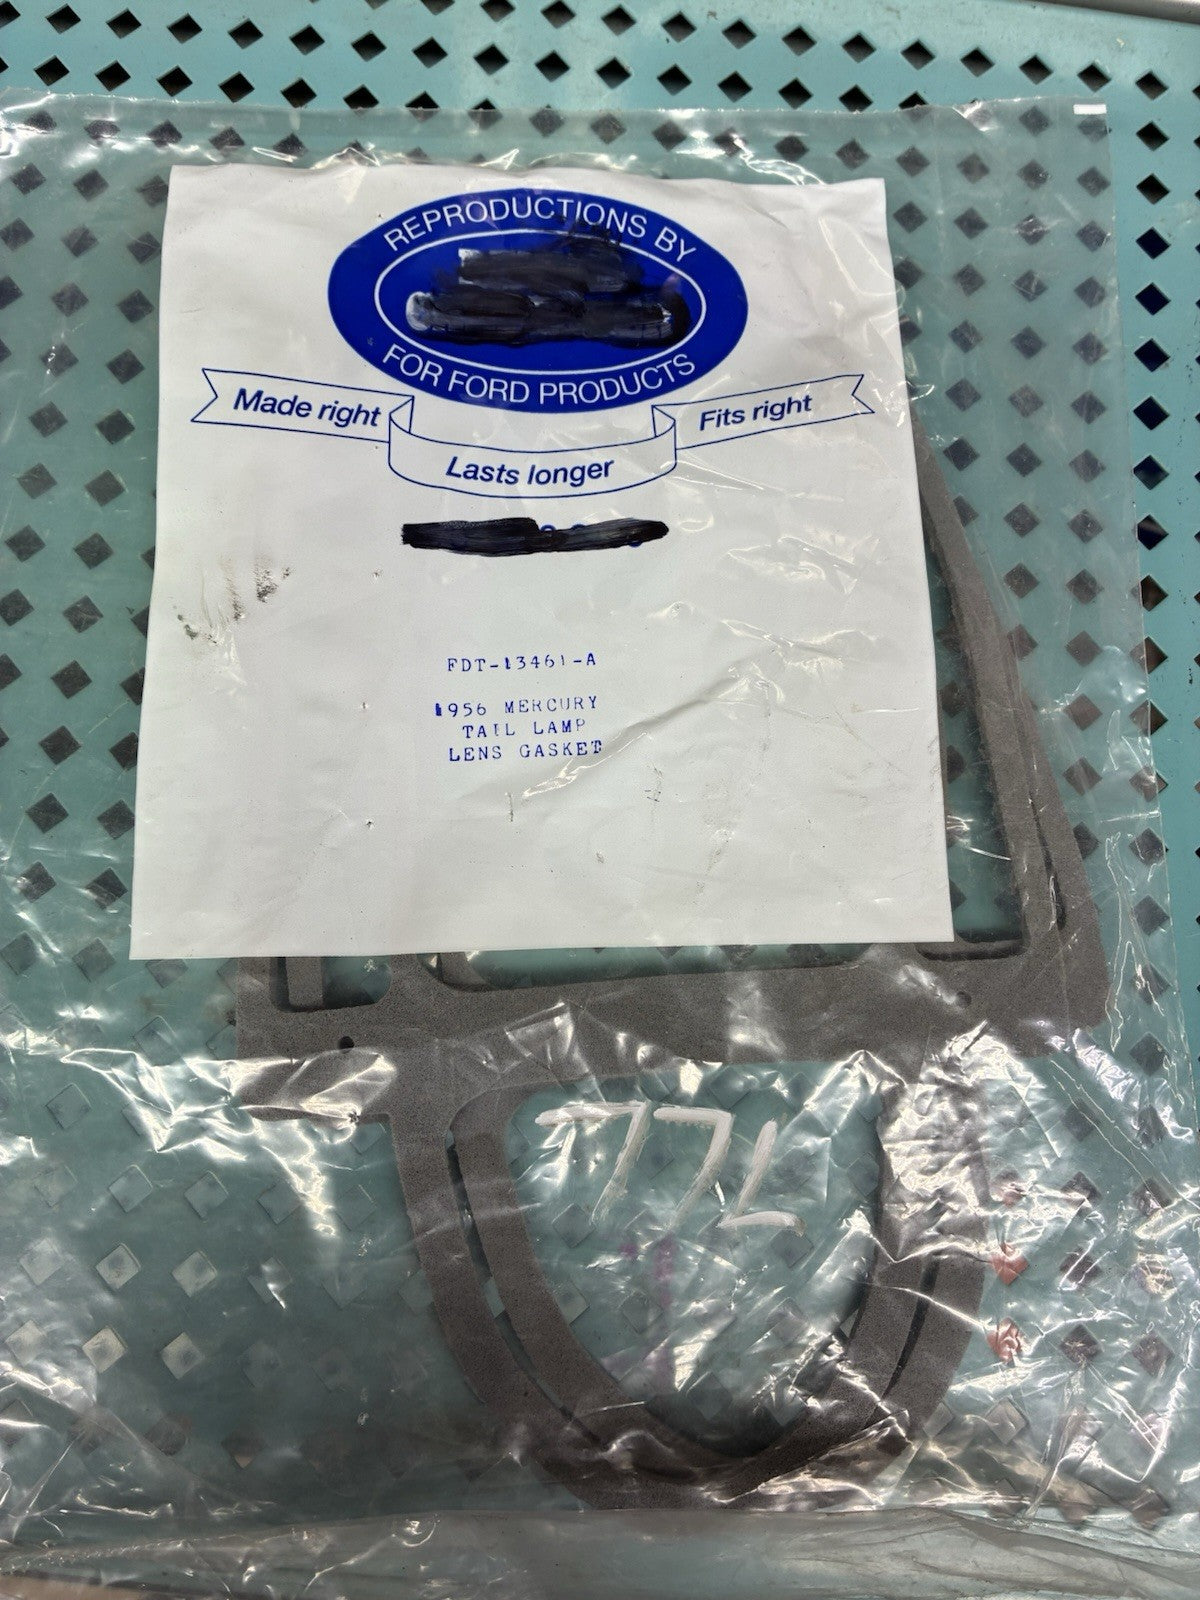 REPRODUCTIONS BY
FOR FORD PRODUCTS
Made right
Lasts longer
Fits right
FDT-13461-A
1956 MERCURY
TAIL LAMP
LENS GASKET
77L